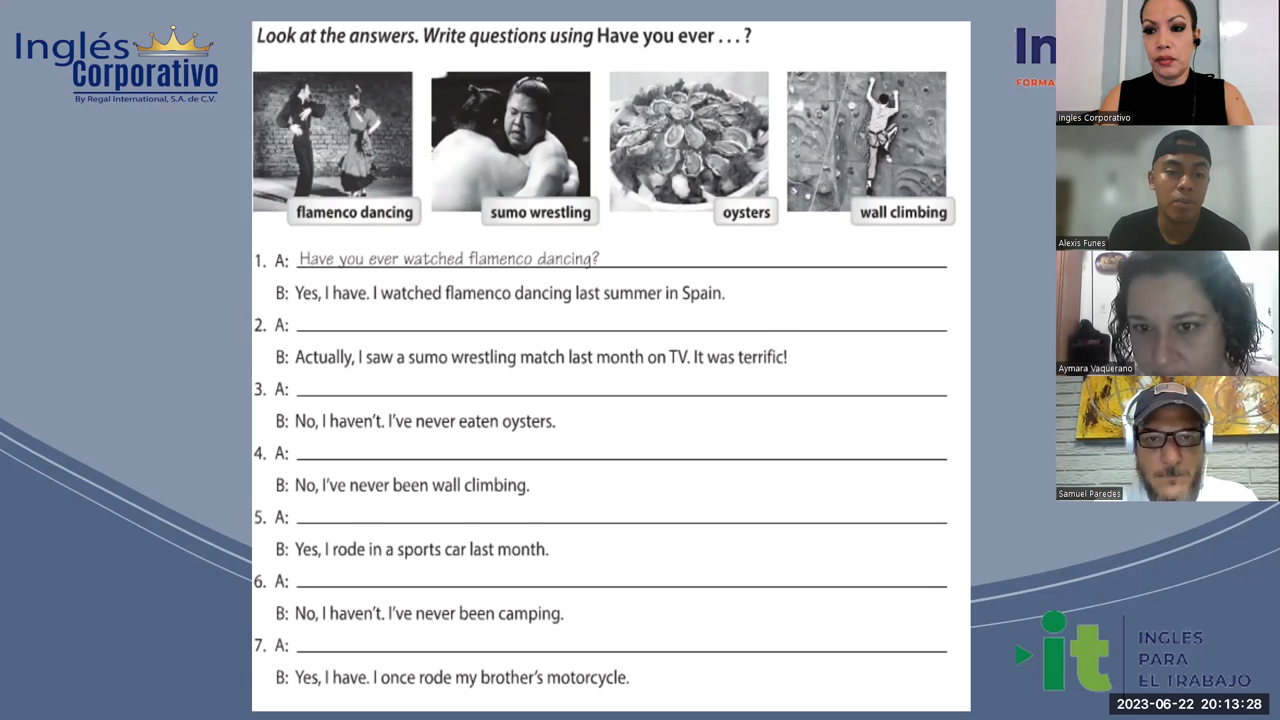 Inglés
Corporativo
By Regal International, S.A. de C.V.
Look at the answers. Write questions using Have you ever . . . ?
flamenco dancing
sumo wrestling
oysters
wall climbing
1. A: Have you ever watched flamenco dancing?
B: Yes, I have. I watched flamenco dancing last summer in Spain.
2. A:
B: Actually, I saw a sumo wrestling match last month on TV. It was terrific!
3. A:
B: No, I haven't. I've never eaten oysters.
4. A:
B: No, I've never been wall climbing.
5. A:
B: Yes, I rode in a sports car last month.
6. A:
B: No, I haven't. I've never been camping.
7. A:
B: Yes, I have. I once rode my brother's motorcycle.
In
FORMA
Ingles Corporativo
Alexis Funes
Aymara Vaquerano
Samuel Paredes
it
INGLÉS
PARA
EL TRABAJO
2023-06-22 20:13:28